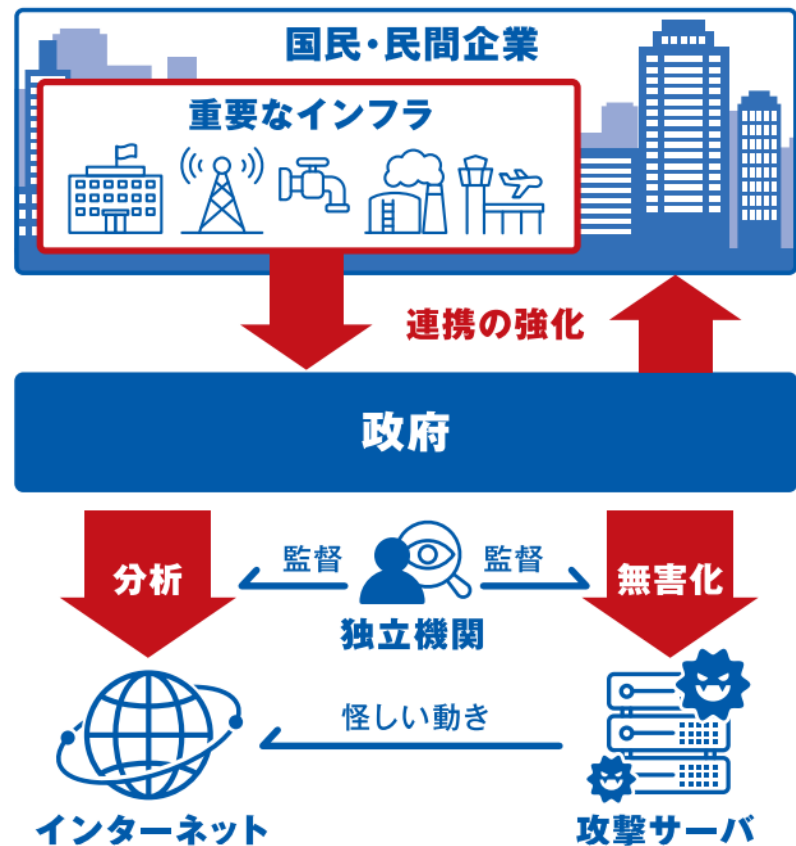 国民・民間企業
重要なインフラ
連携の強化
政府
分析
監督
監督
無害化
独立機関
怪しい動き
インターネット
攻撃サーバ